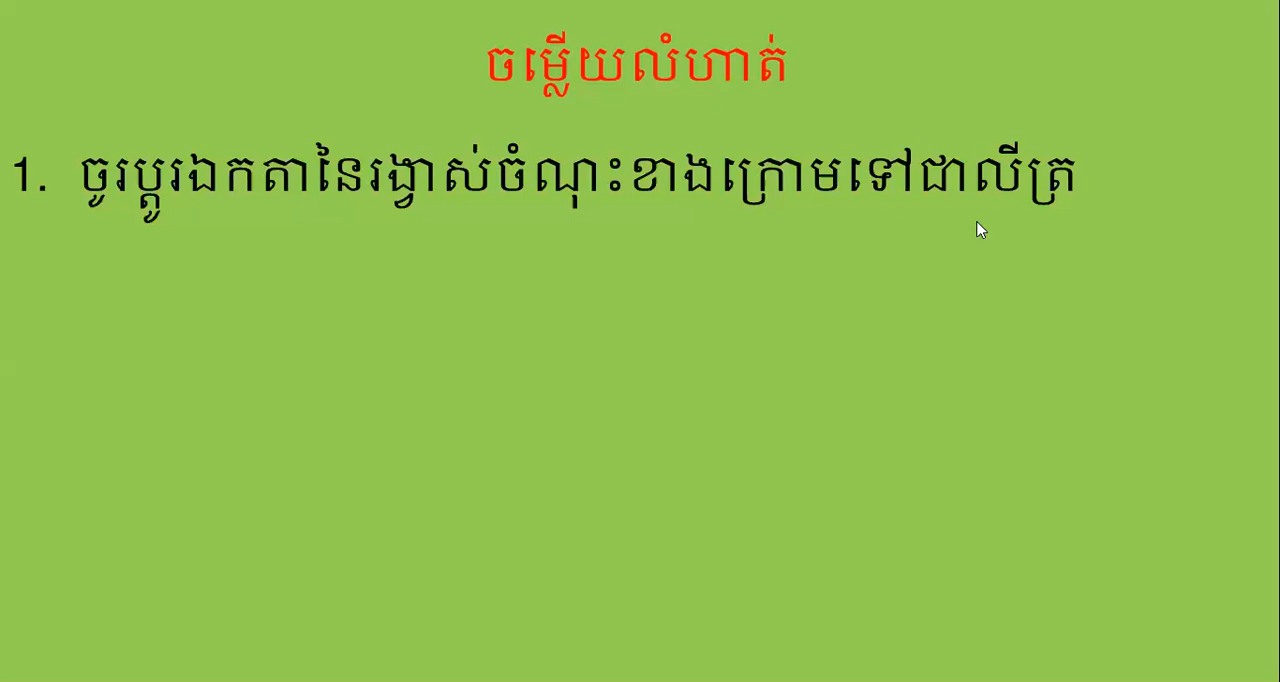 ចម្លើយលំហាត់
1. ចូរប្តូរឯកតានៃរង្វាស់ចំណុះខាងក្រោមទៅជាលីត្រ